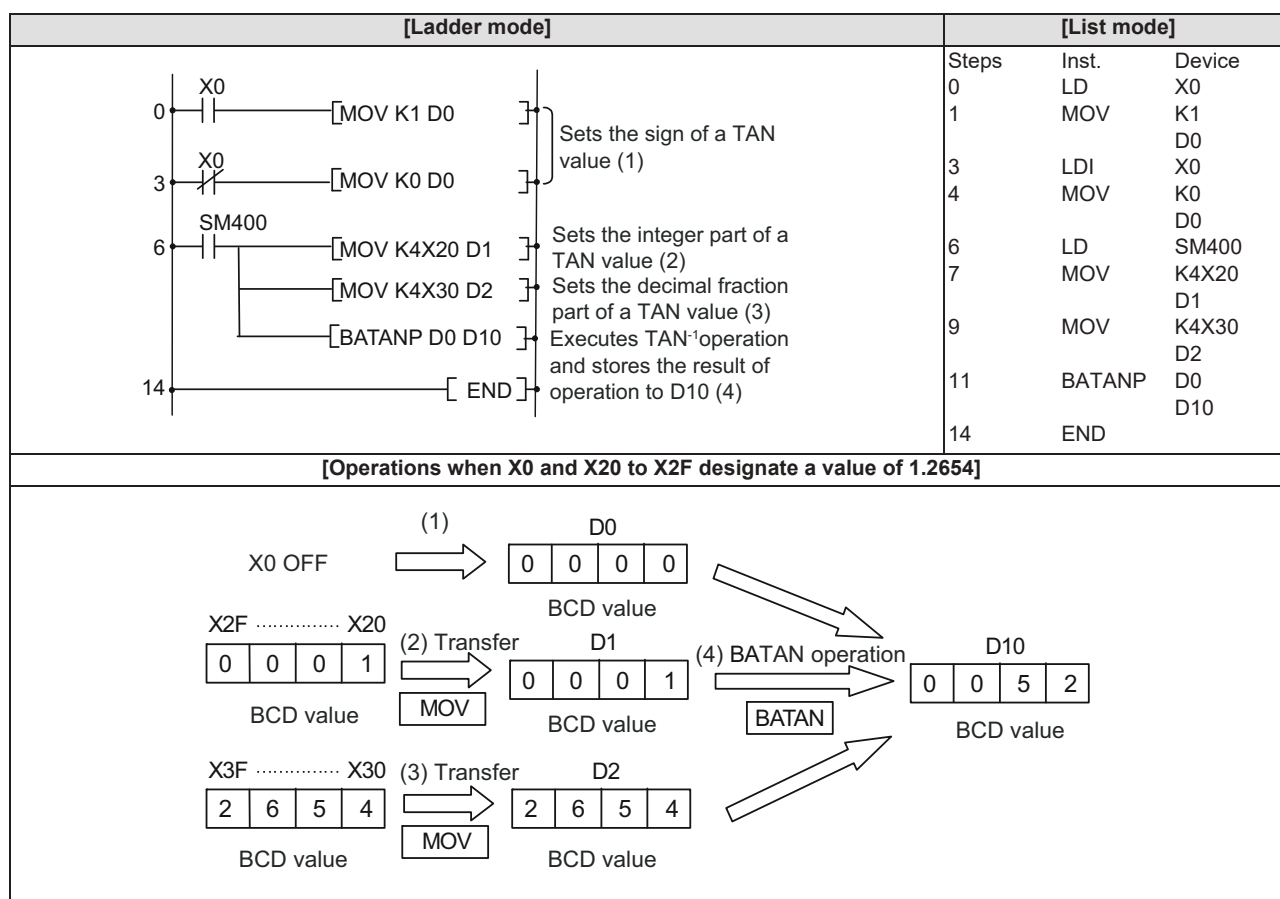 [Ladder mode]
[List mode]
X0
0
[MOV K1 D0 ]
X0
3
[MOV K0 D0 ]
Sets the sign of a TAN
value (1)
SM400
6
[MOV K4X20 D1 ]
Sets the integer part of a
TAN value (2)
[MOV K4X30 D2 ]
Sets the decimal fraction
part of a TAN value (3)
[BATANP D0 D10 ]
Executes TAN-1operation
and stores the result of
operation to D10 (4)
14
[ END ]
Steps Inst. Device
0 LD X0
1 MOV K1
D0
3 LDI X0
4 MOV K0
D0
6 LD SM400
7 MOV K4X20
D1
9 MOV K4X30
D2
11 BATANP D0
D10
14 END
[Operations when X0 and X20 to X2F designate a value of 1.2654]
X0 OFF
(1)
D0
0 0 0 0
BCD value
X2F ............... X20
0 0 0 1
BCD value
(2) Transfer
MOV
D1
0 0 0 1
BCD value
(4) BATAN operation
BATAN
D10
0 0 5 2
BCD value
X3F ............... X30
2 6 5 4
BCD value
(3) Transfer
MOV
D2
2 6 5 4
BCD value